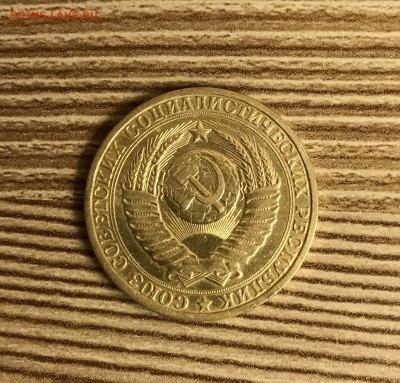 СОЮЗ СОВЕТСКИХ СОЦИАЛИСТИЧЕСКИХ РЕСПУБЛИК